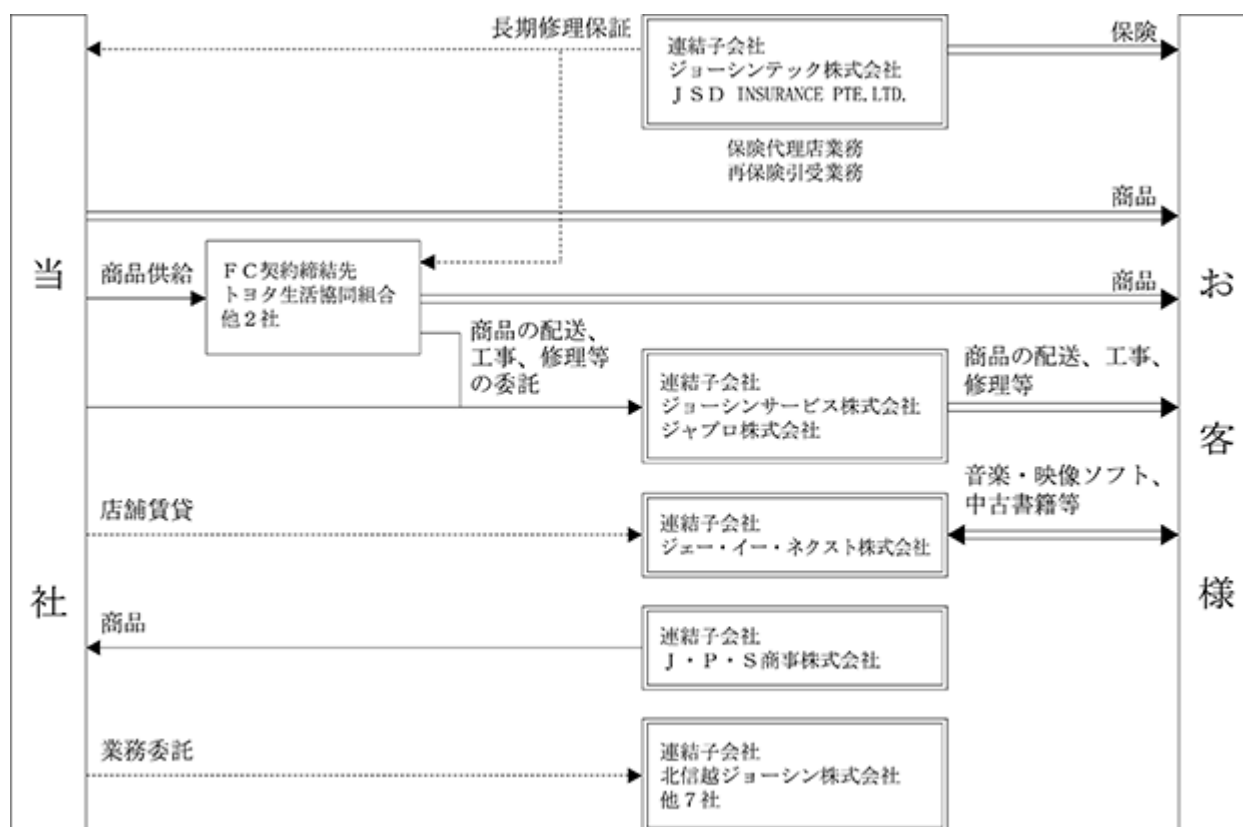 長期修理保証
連結子会社
ジョーシンテック株式会社
ＪＳＤ INSURANCE PTE.LTD.
保険
保険代理店業務
再保険引受業務
商品
当社
商品供給
ＦＣ契約締結先
トヨタ生活協同組合
他２社
商品
お客様
商品の配送、
工事、修理等
の委託
連結子会社
ジョーシンサービス株式会社
ジャプロ株式会社
商品の配送、工事、
修理等
店舗賃貸
連結子会社
ジェー・イー・ネクスト株式会社
音楽・映像ソフト、
中古書籍等
商品
連結子会社
Ｊ・Ｐ・Ｓ商事株式会社
業務委託
連結子会社
北信越ジョーシン株式会社
他７社